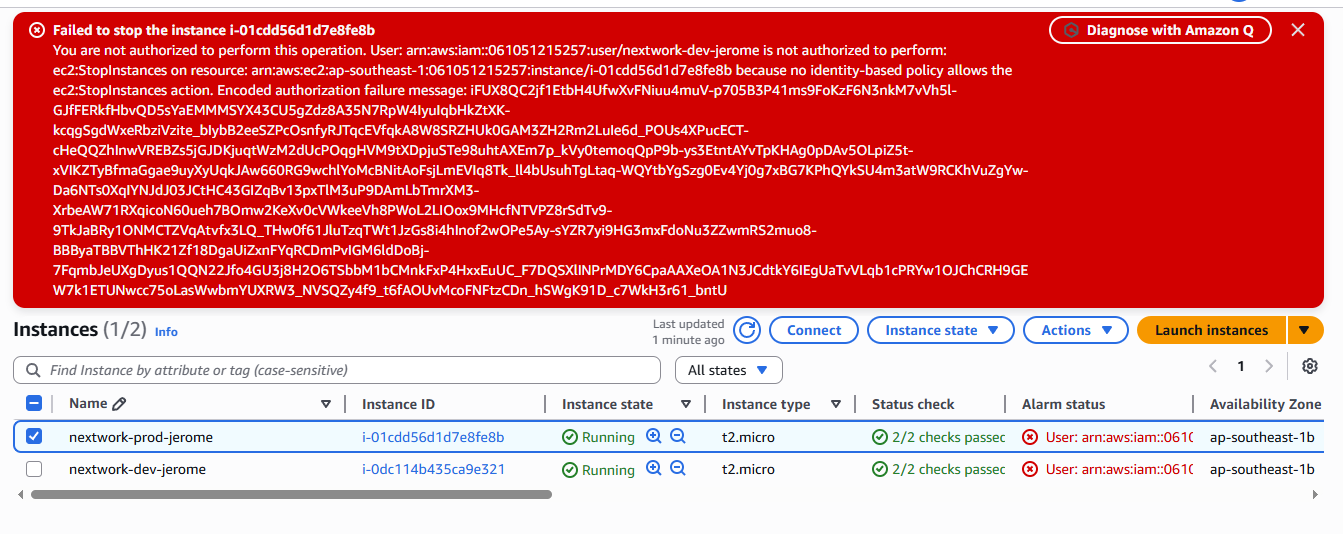 Failed to stop the instance i-01cdd56d1d7e8fe8b
Diagnose with Amazon Q
You are not authorized to perform this operation. User: arn:aws:iam::061051215257:user/nextwork-dev-jerome is not authorized to perform:
ec2:StopInstances on resource: arn:aws:ec2:ap-southeast-1:061051215257:instance/i-01cdd56d1d7e8fe8b because no identity-based policy allows the
ec2:StopInstances action. Encoded authorization failure message: iFUX8QC2jf1EtbH4UfwXvFNiuu4muV-p705B3P41ms9FoKzF6N3nkM7vVh5l-
GJfFERkfHbvQD5sYaEMMMSYX43CU5gZdz8A35N7RpW4IyuIqbHkZtXK-
kcqgSgdWxeRbziVzite_bIybB2eeSZPcOsnfyRJTqcEVfqkA8W8SRZHUk0GAM3ZH2Rm2LuIe6d_POUs4XPucECT-
cHeQQZhInwVREBZs5jGJDKjuqtWzM2dUcPOqgHVM9tXDpjuSTe98uhtAXEm7p_kVy0temoqQpP9b-ys3EtntAYvTpKHAg0pDAv5OLpiZ5t-
xVIKZTyBfmaGgae9uyXyUqkJAw660RG9wchlYoMcBNitAoFsjLmEVIq8Tk_ll4bUsuhTgLtaq-WQYtbYgSzg0Ev4Yj0g7xBG7KPhQYkSU4m3atW9RCKhVuZgYw-
Da6NTs0XqIYNJdJ03JCtHC43GIZqBv13pxTlM3uP9DAmLbTmrXM3-
XrbeAW71RXqicoN60ueh7BOmw2KeXv0cVWkeeVh8PWoL2LIOox9MHcfNTVPZ8rSdTv9-
9TkJaBRy1ONMCTZVqAtvfx3LQ_THw0f61JluTzqTWt1JzGs8i4hInof2wOPe5Ay-sYZR7yi9HG3mxFdoNu3ZZwmRS2muo8-
BBByaTBBVThHK21Zf18DgaUiZxnFYqRCDmPvIGM6ldDoBj-
7FqmbJeUXgDyus1QQN22Jfo4GU3j8H2O6TSbbM1bCMnkFxP4HxxEuUC_F7DQSXlINPrMDY6CpaAAXeOA1N3JCdtkY6IEgUaTvVLqb1cPRYw1OJChCRH9GE
W7k1ETUNwcc75oLasWwbmYUXRW3_NVSQZy4f9_t6fAOUvMcoFNFtzCDn_hSWgK91D_c7WkH3r61_bntU
Instances (1/2) Info
Last updated
1 minute ago
Connect
Instance state
Actions
Launch instances
Find Instance by attribute or tag (case-sensitive)
All states
1
Name Instance ID Instance state Instance type Status check Alarm status Availability Zone
nextwork-prod-jerome i-01cdd56d1d7e8fe8b Running t2.micro 2/2 checks passec User: arn:aws:iam::0610 ap-southeast-1b
nextwork-dev-jerome i-0dc114b435ca9e321 Running t2.micro 2/2 checks passec User: arn:aws:iam::0610 ap-southeast-1b